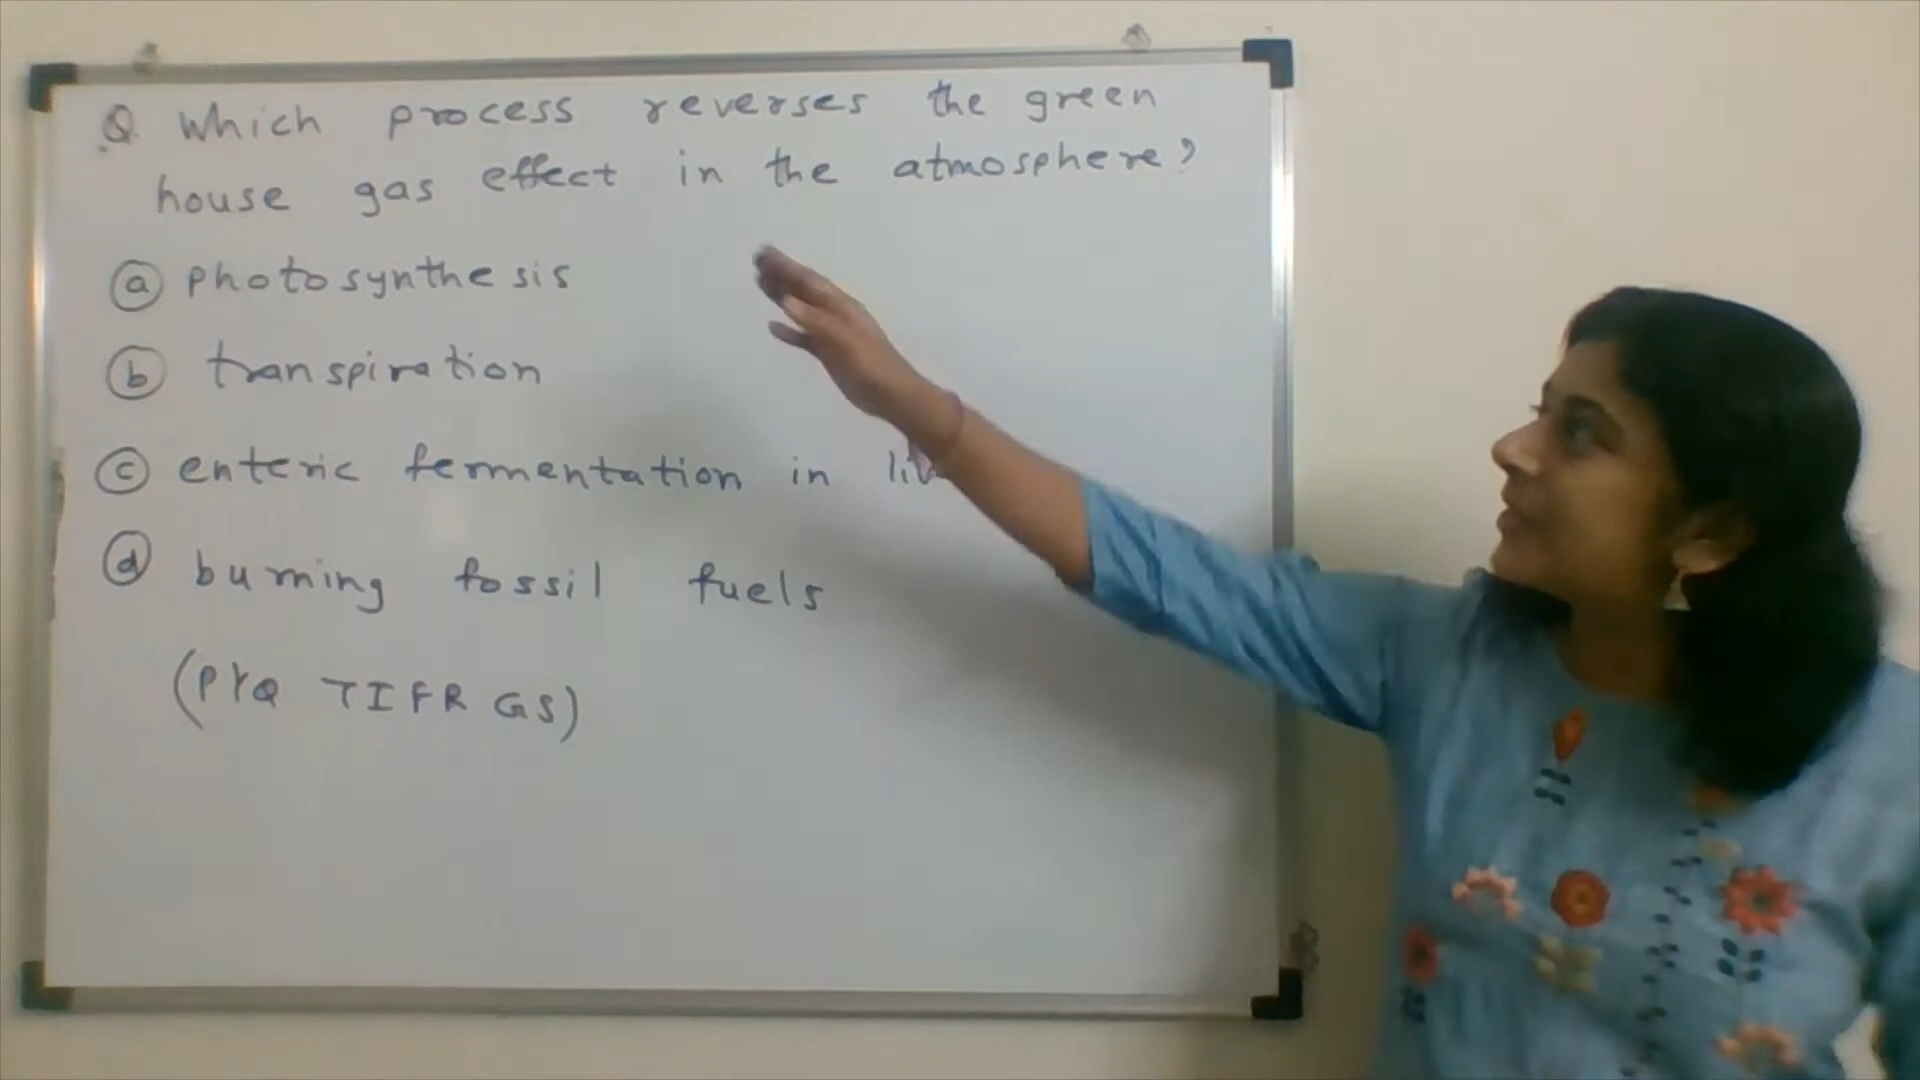 Q. Which process reverses the green
house gas effect in the atmosphere?
a photosynthesis
b transpiration
c enteric fermentation in
d burning fossil fuels
(PYQ TIFR GS)